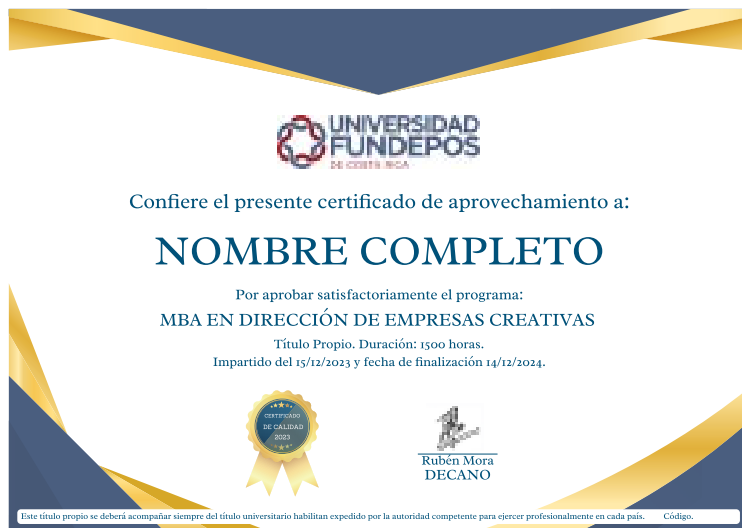 UNIVERSIDAD
FUNDEPOS
DE COSTA RICA
Confiere el presente certificado de aprovechamiento a:
NOMBRE COMPLETO
Por aprobar satisfactoriamente el programa:
MBA EN DIRECCIÓN DE EMPRESAS CREATIVAS
Título Propio. Duración: 1500 horas.
Impartido del 15/12/2023 y fecha de finalización 14/12/2024.
CERTIFICADO
DE CALIDAD
2023
Rubén Mora
DECANO
Este título propio se deberá acompañar siempre del título universitario habilitan expedido por la autoridad competente para ejercer profesionalmente en cada país. Código.